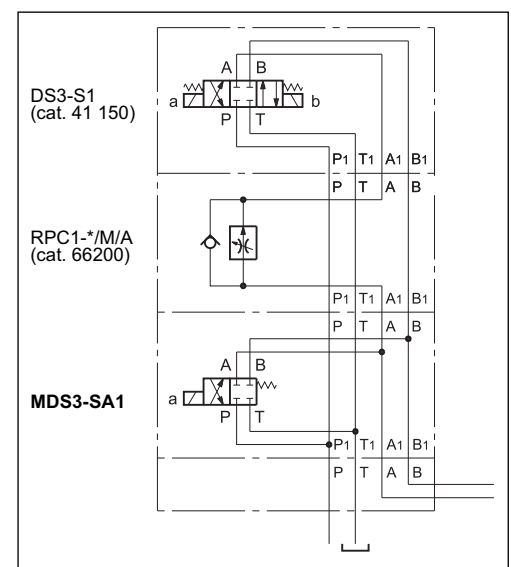 A B
DS3-S1
(cat. 41 150)
a b
P T
P1 T1 A1 B1
P T A B
RPC1-*/M/A
(cat. 66200)
P1 T1 A1 B1
P T A B
A B
MDS3-SA1
a
P T
P1 T1 A1 B1
P T A B